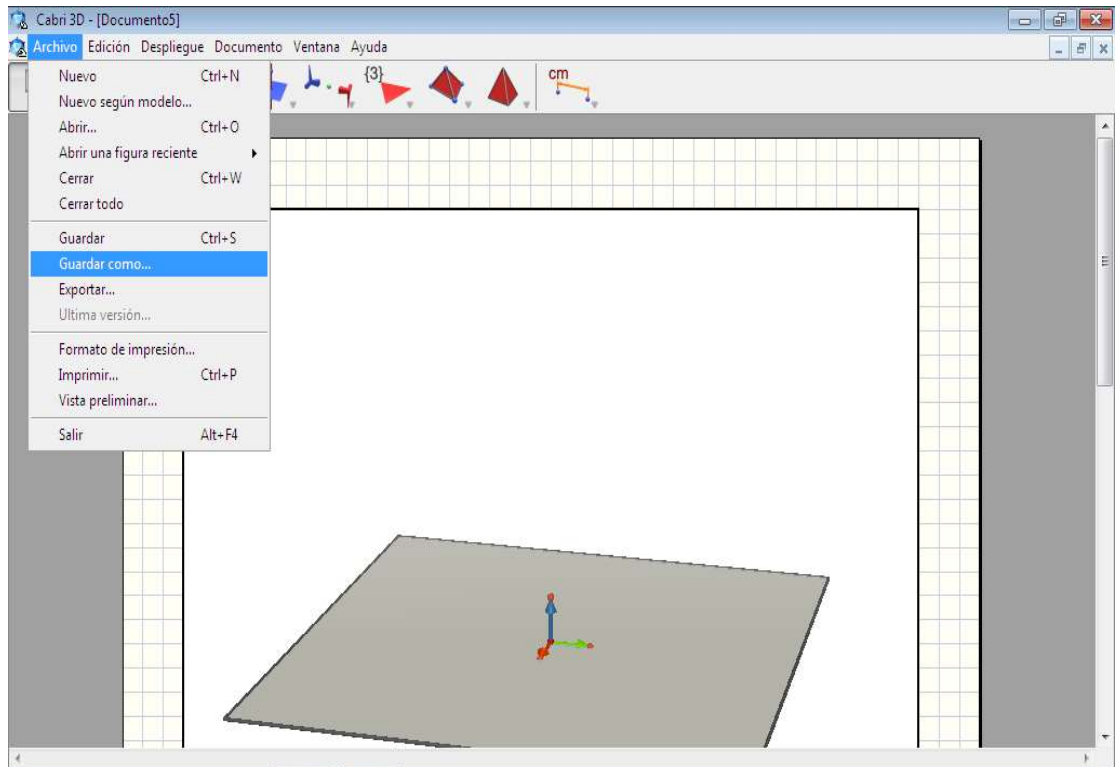 Cabri 3D - [Documento5]
Archivo Edición Despliegue Documento Ventana Ayuda
{3}
cm
Nuevo Ctrl+N
Nuevo según modelo...
Abrir... Ctrl+O
Abrir una figura reciente
Cerrar Ctrl+W
Cerrar todo
Guardar Ctrl+S
Guardar como...
Exportar...
Ultima versión...
Formato de impresión...
Imprimir... Ctrl+P
Vista preliminar...
Salir Alt+F4